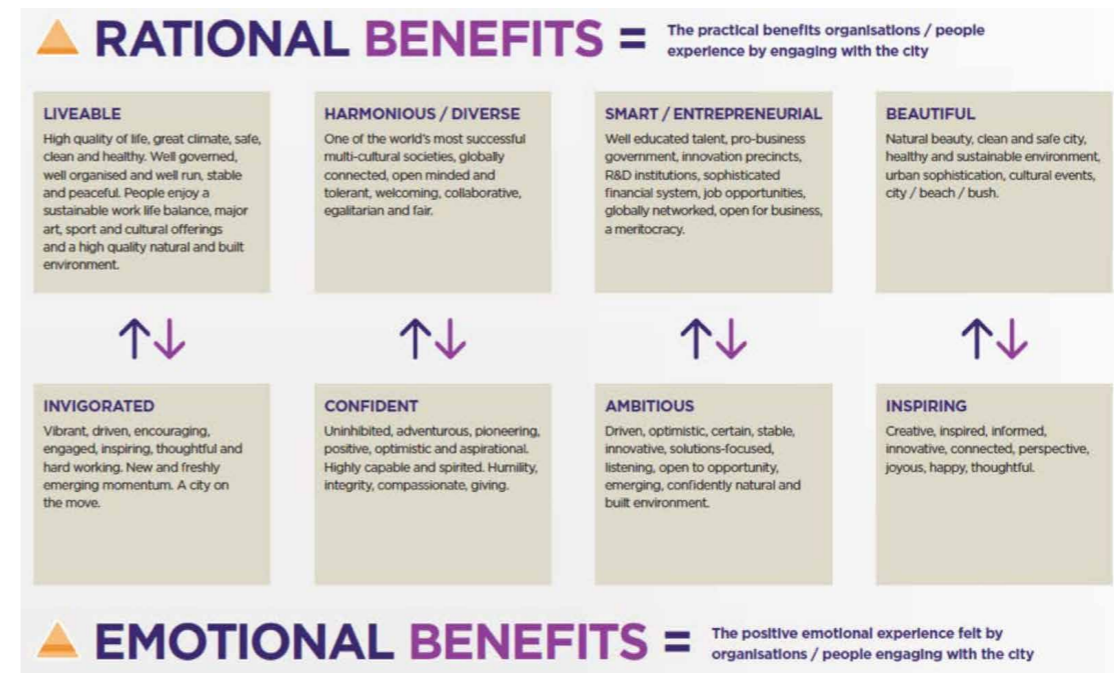 RATIONAL BENEFITS =
The practical benefits organisations / people
experience by engaging with the city
LIVEABLE
High quality of life, great climate, safe,
clean and healthy. Well governed,
well organised and well run, stable
and peaceful. People enjoy a
sustainable work life balance, major
art, sport and cultural offerings
and a high quality natural and built
environment.
HARMONIOUS / DIVERSE
One of the world's most successful
multi-cultural societies, globally
connected, open minded and
tolerant, welcoming, collaborative,
egalitarian and fair.
SMART / ENTREPRENEURIAL
Well educated talent, pro-business
government, innovation precincts,
R&D institutions, sophisticated
financial system, job opportunities,
globally networked, open for business,
a meritocracy.
BEAUTIFUL
Natural beauty, clean and safe city,
healthy and sustainable environment,
urban sophistication, cultural events,
city / beach / bush.
INVIGORATED
Vibrant, driven, encouraging,
engaged, inspiring, thoughtful and
hard working. New and freshly
emerging momentum. A city on
the move.
CONFIDENT
Uninhibited, adventurous, pioneering,
positive, optimistic and aspirational.
Highly capable and spirited. Humility,
integrity, compassionate, giving.
AMBITIOUS
Driven, optimistic, certain, stable,
innovative, solutions-focused,
listening, open to opportunity,
emerging, confidently natural and
built environment.
INSPIRING
Creative, inspired, informed,
innovative, connected, perspective,
joyous, happy, thoughtful.
EMOTIONAL BENEFITS =
The positive emotional experience felt by
organisations / people engaging with the city